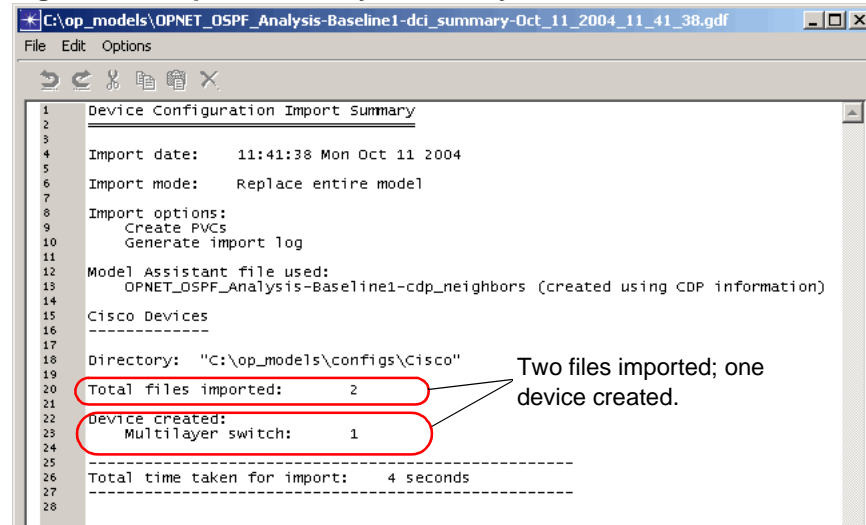 C:\op_models\OPNET_OSPF_Analysis-Baseline1-dci_summary-Oct_11_2004_11_41_38.gdf
File Edit Options
1 Device Configuration Import Summary
2 ===================================
3
4 Import date: 11:41:38 Mon Oct 11 2004
5
6 Import mode: Replace entire model
7
8 Import options:
9 Create PVCs
10 Generate import log
11
12 Model Assistant file used:
13 OPNET_OSPF_Analysis-Baseline1-cdp_neighbors (created using CDP information)
14
15 Cisco Devices
16 -------------
17
18 Directory: "C:\op_models\configs\Cisco"
19
20 Total files imported: 2
21
22 Device created:
23 Multilayer switch: 1
24
25 -----------------------------------------------------
26 Total time taken for import: 4 seconds
27 -----------------------------------------------------
28
Two files imported; one
device created.